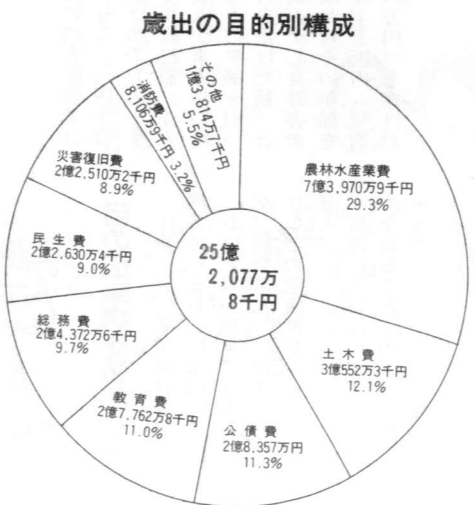 歳出の目的別構成
農林水産業費
7億3,970万9千円
29.3%
土木費
3億552万3千円
12.1%
公債費
2億8,357万円
11.3%
教育費
2億7,762万8千円
11.0%
総務費
2億4,372万6千円
9.7%
民生費
2億2,630万4千円
9.0%
災害復旧費
2億2,510万2千円
8.9%
消防費
8,106万9千円 3.2%
その他
1億3,814万7千円
5.5%
25億
2,077万
8千円